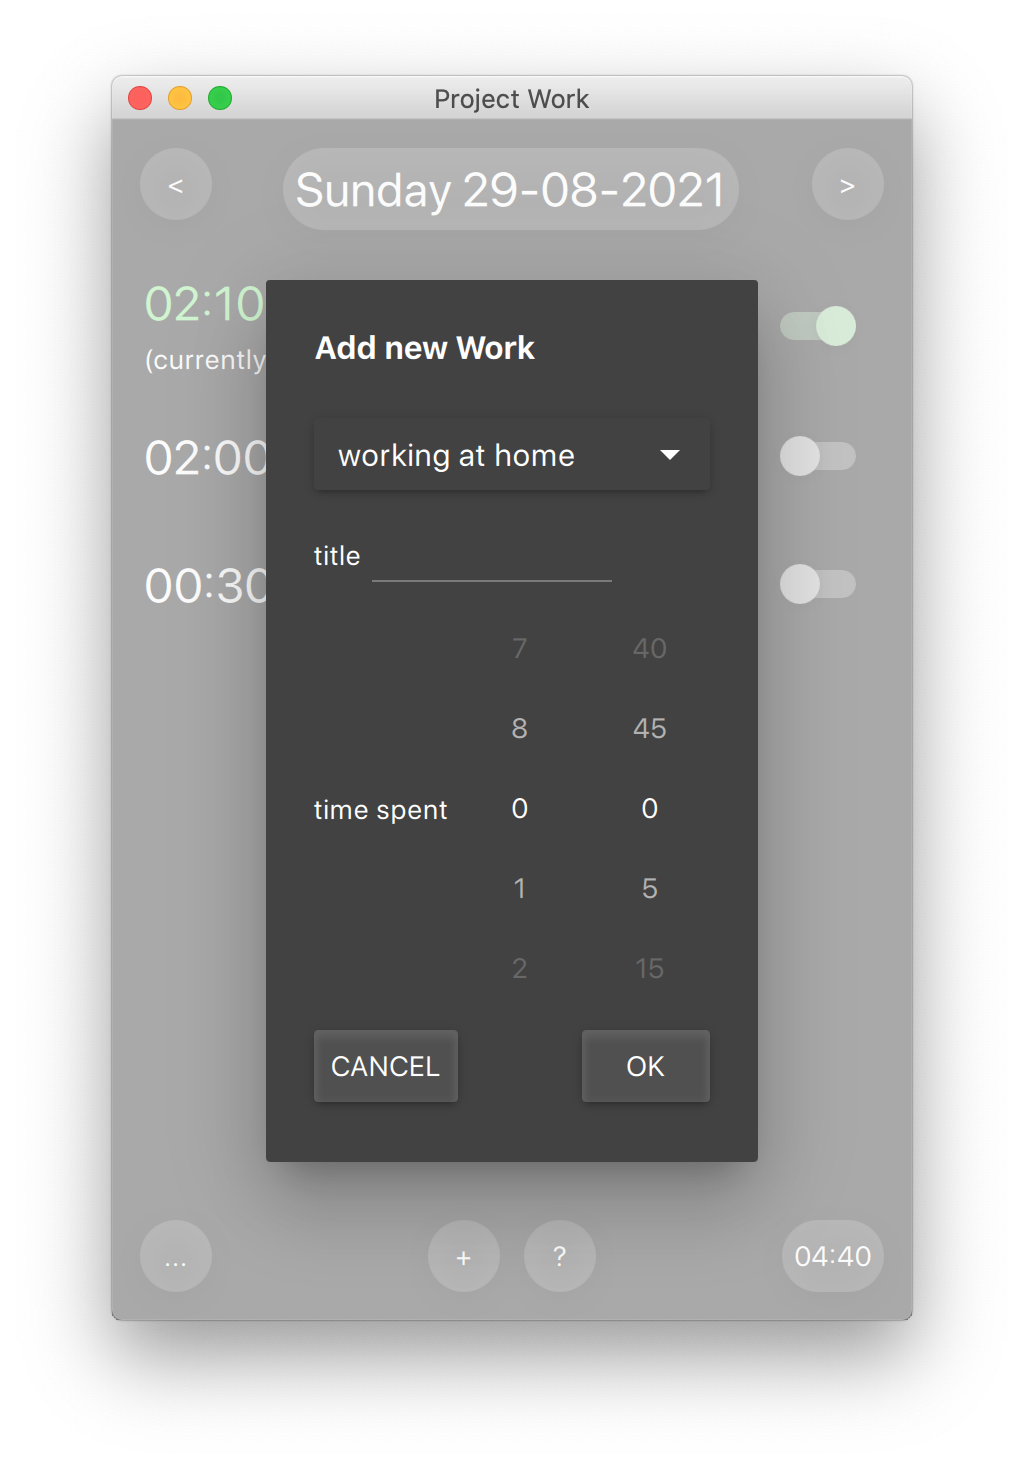 Project Work
< Sunday 29-08-2021 >
02:10
(currently
02:00
00:30
Add new Work
working at home
title
7 40
8 45
time spent 0 0
1 5
2 15
CANCEL OK
... + ? 04:40